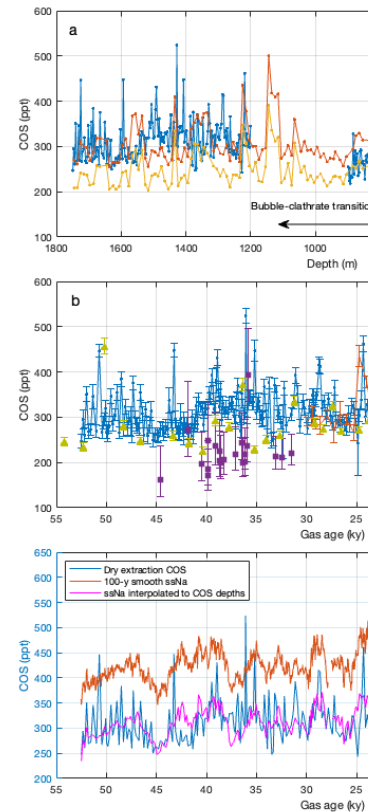 600
a
500
COS (ppt)
400
300
200
Bubble-clathrate transitio
100
1800 1600 1400 1200 1000
Depth (m)
600
b
500
COS (ppt)
400
300
200
100
55 50 45 40 35 30 25
Gas age (ky)
650
Dry extraction COS
600
100-y smooth ssNa
550
ssNa interpolated to COS depths
500
COS (ppt)
450
400
350
300
250
200
55 50 45 40 35 30 25
Gas age (ky)